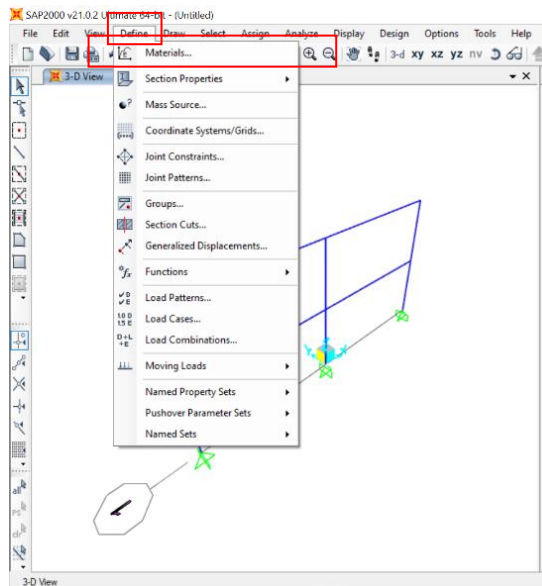 SAP2000 v21.0.2 Ultimate 64-bit - (Untitled)
File Edit View Define Draw Select Assign Analyze Display Design Options Tools Help
3-d xy xz yz nv
3-D View
Materials...
Section Properties
Mass Source...
Coordinate Systems/Grids...
Joint Constraints...
Joint Patterns...
Groups...
Section Cuts...
Generalized Displacements...
Functions
Load Patterns...
Load Cases...
Load Combinations...
Moving Loads
Named Property Sets
Pushover Parameter Sets
Named Sets
all
3-D View